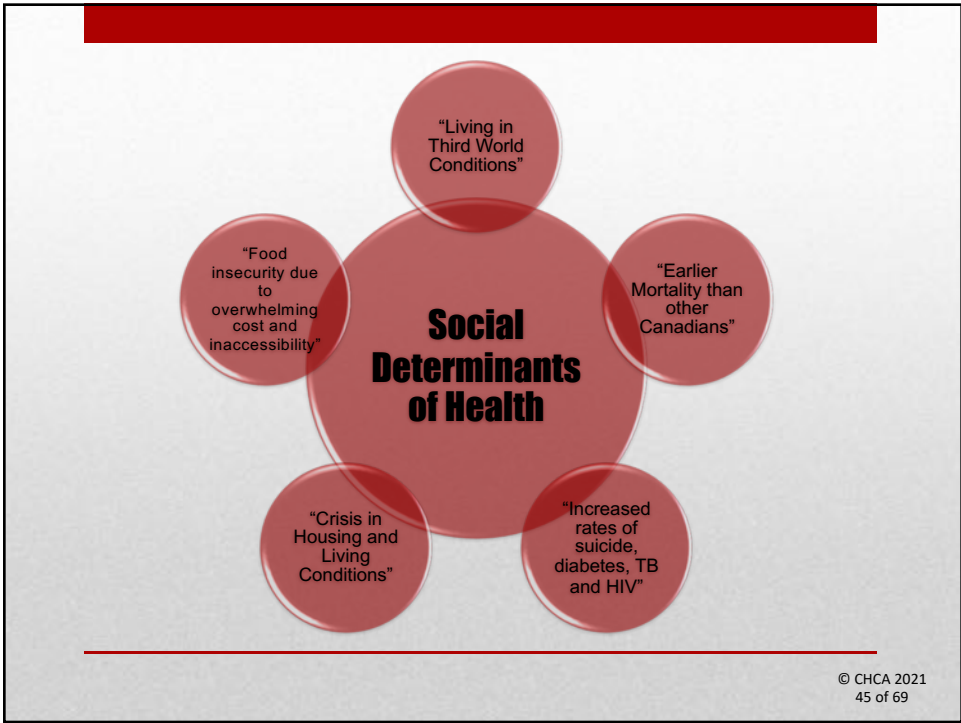 “Living in
Third World
Conditions”
“Food
insecurity due
to
overwhelming
cost and
inaccessibility”
“Earlier
Mortality than
other
Canadians”
Social
Determinants
of Health
“Crisis in
Housing and
Living
Conditions”
“Increased
rates of
suicide,
diabetes, TB
and HIV”
© CHCA 2021
45 of 69